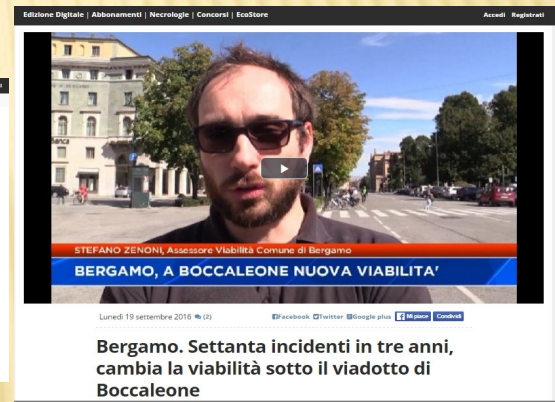 Edizione Digitale | Abbonamenti | Necrologie | Concorsi | EcoStore
Accedi Registrati
STEFANO ZENONI, Assessore Viabilità Comune di Bergamo
BERGAMO, A BOCCALEONE NUOVA VIABILITA'
Lunedì 19 settembre 2016 (2)
Facebook Twitter Google plus Mi piace Condividi
Bergamo. Settanta incidenti in tre anni,
cambia la viabilità sotto il viadotto di
Boccaleone